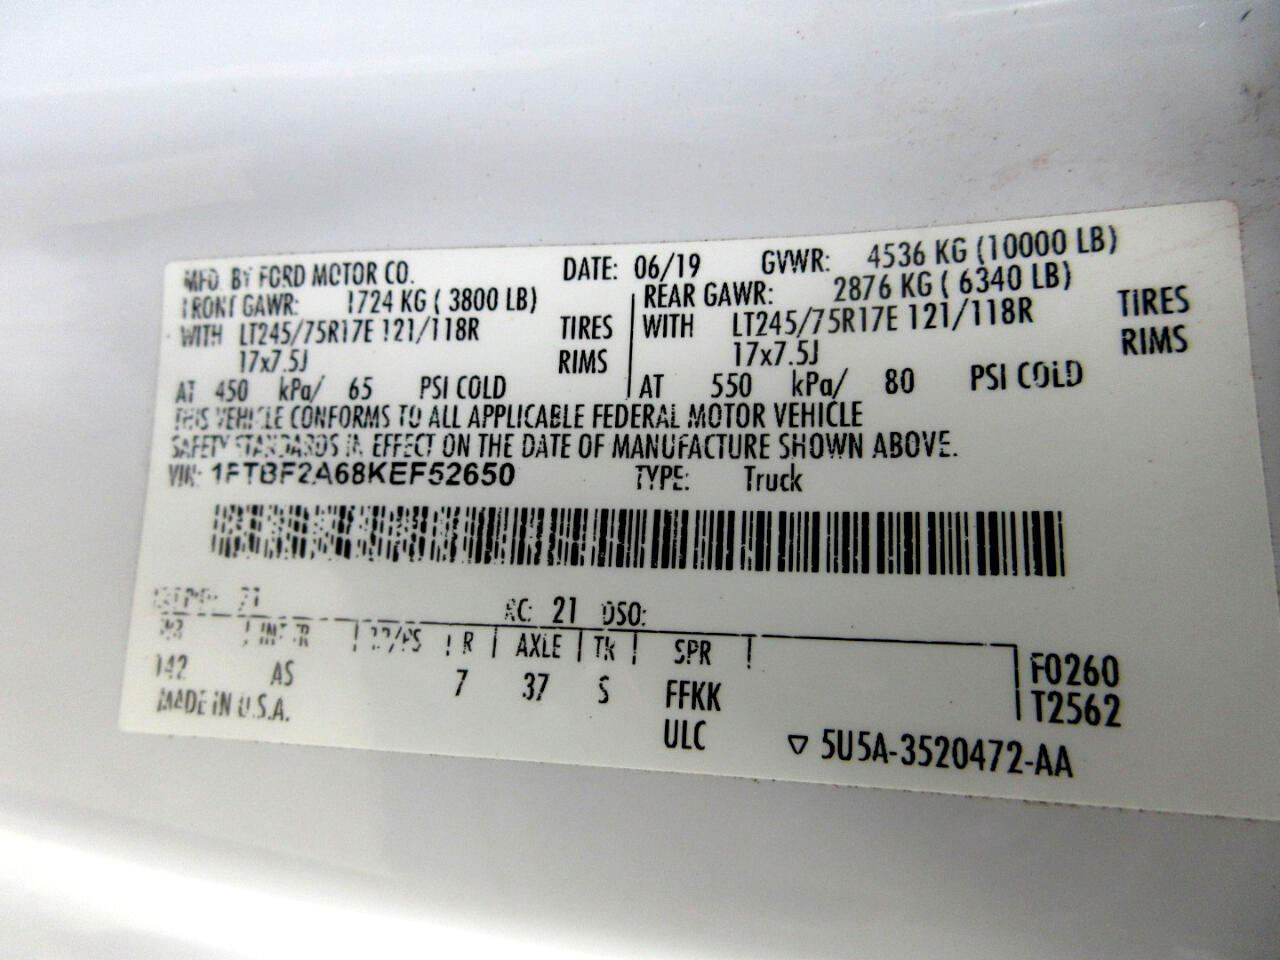 MFD. BY FORD MOTOR CO. DATE: 06/19 GVWR: 4536 KG (10000 LB)
FRONT GAWR: 1724 KG ( 3800 LB) REAR GAWR: 2876 KG ( 6340 LB)
WITH LT245/75R17E 121/118R TIRES WITH LT245/75R17E 121/118R TIRES
17x7.5J RIMS 17x7.5J RIMS
AT 450 kPa/ 65 PSI COLD AT 550 kPa/ 80 PSI COLD
THIS VEHICLE CONFORMS TO ALL APPLICABLE FEDERAL MOTOR VEHICLE
SAFETY STANDARDS IN EFFECT ON THE DATE OF MANUFACTURE SHOWN ABOVE.
VIN: 1FTBF2A68KEF52650 TYPE: Truck
RC: 21 DSO:
R AXLE TR SPR F0260
142 AS 7 37 S FFKK T2562
MADE IN U.S.A. ULC ▽ 5U5A-3520472-AA